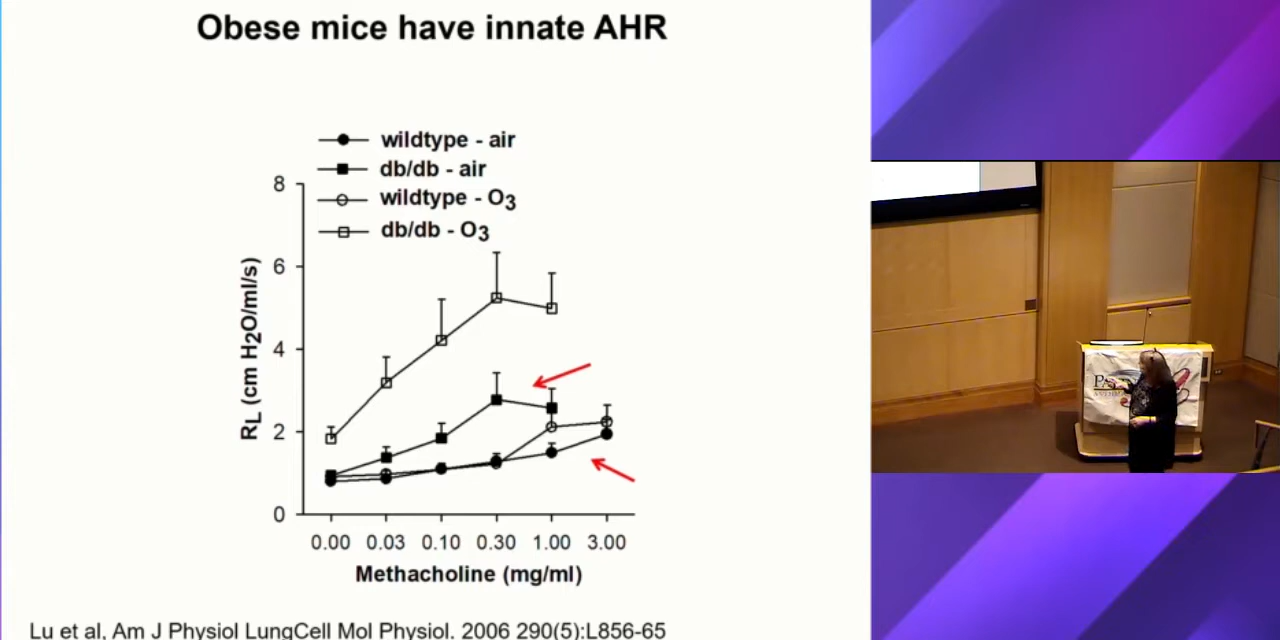 Obese mice have innate AHR
wildtype - air
db/db - air
wildtype - O3
db/db - O3
8
6
4
2
0
RL (cm H2O/ml/s)
0.00 0.03 0.10 0.30 1.00 3.00
Methacholine (mg/ml)
Lu et al, Am J Physiol LungCell Mol Physiol. 2006 290(5):L856-65